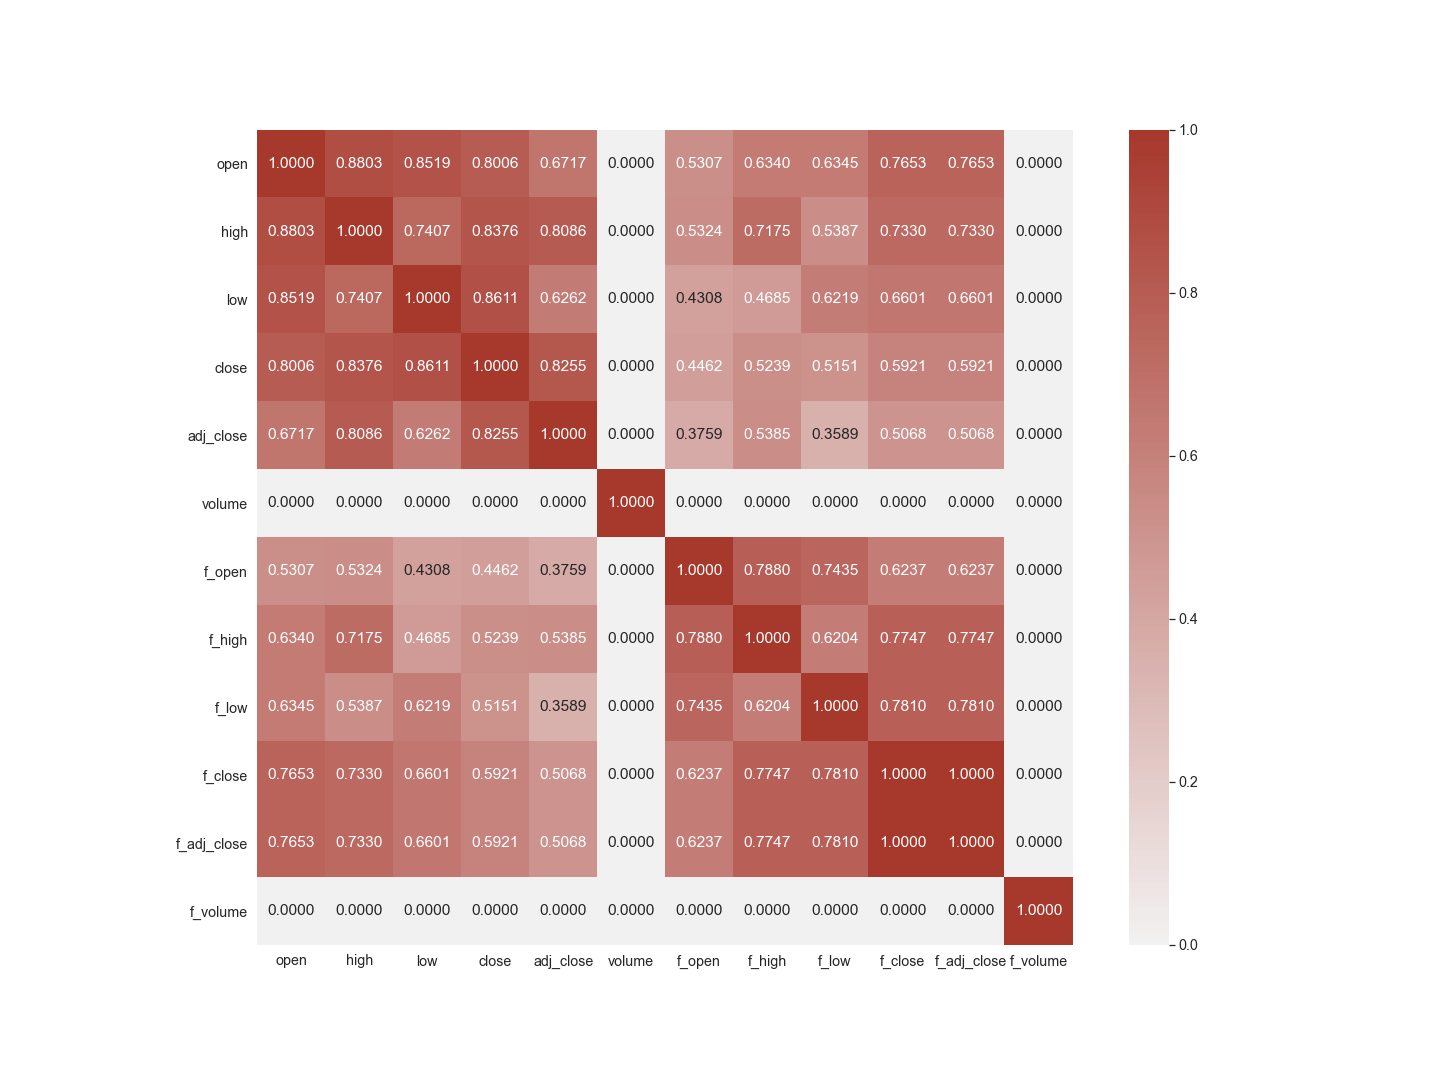 open 1.0000 0.8803 0.8519 0.8006 0.6717 0.0000 0.5307 0.6340 0.6345 0.7653 0.7653 0.0000
high 0.8803 1.0000 0.7407 0.8376 0.8086 0.0000 0.5324 0.7175 0.5387 0.7330 0.7330 0.0000
low 0.8519 0.7407 1.0000 0.8611 0.6262 0.0000 0.4308 0.4685 0.6219 0.6601 0.6601 0.0000
close 0.8006 0.8376 0.8611 1.0000 0.8255 0.0000 0.4462 0.5239 0.5151 0.5921 0.5921 0.0000
adj_close 0.6717 0.8086 0.6262 0.8255 1.0000 0.0000 0.3759 0.5385 0.3589 0.5068 0.5068 0.0000
volume 0.0000 0.0000 0.0000 0.0000 0.0000 1.0000 0.0000 0.0000 0.0000 0.0000 0.0000 0.0000
f_open 0.5307 0.5324 0.4308 0.4462 0.3759 0.0000 1.0000 0.7880 0.7435 0.6237 0.6237 0.0000
f_high 0.6340 0.7175 0.4685 0.5239 0.5385 0.0000 0.7880 1.0000 0.6204 0.7747 0.7747 0.0000
f_low 0.6345 0.5387 0.6219 0.5151 0.3589 0.0000 0.7435 0.6204 1.0000 0.7810 0.7810 0.0000
f_close 0.7653 0.7330 0.6601 0.5921 0.5068 0.0000 0.6237 0.7747 0.7810 1.0000 1.0000 0.0000
f_adj_close 0.7653 0.7330 0.6601 0.5921 0.5068 0.0000 0.6237 0.7747 0.7810 1.0000 1.0000 0.0000
f_volume 0.0000 0.0000 0.0000 0.0000 0.0000 0.0000 0.0000 0.0000 0.0000 0.0000 0.0000 1.0000
open high low close adj_close volume f_open f_high f_low f_close f_adj_close f_volume
1.0
0.8
0.6
0.4
0.2
0.0